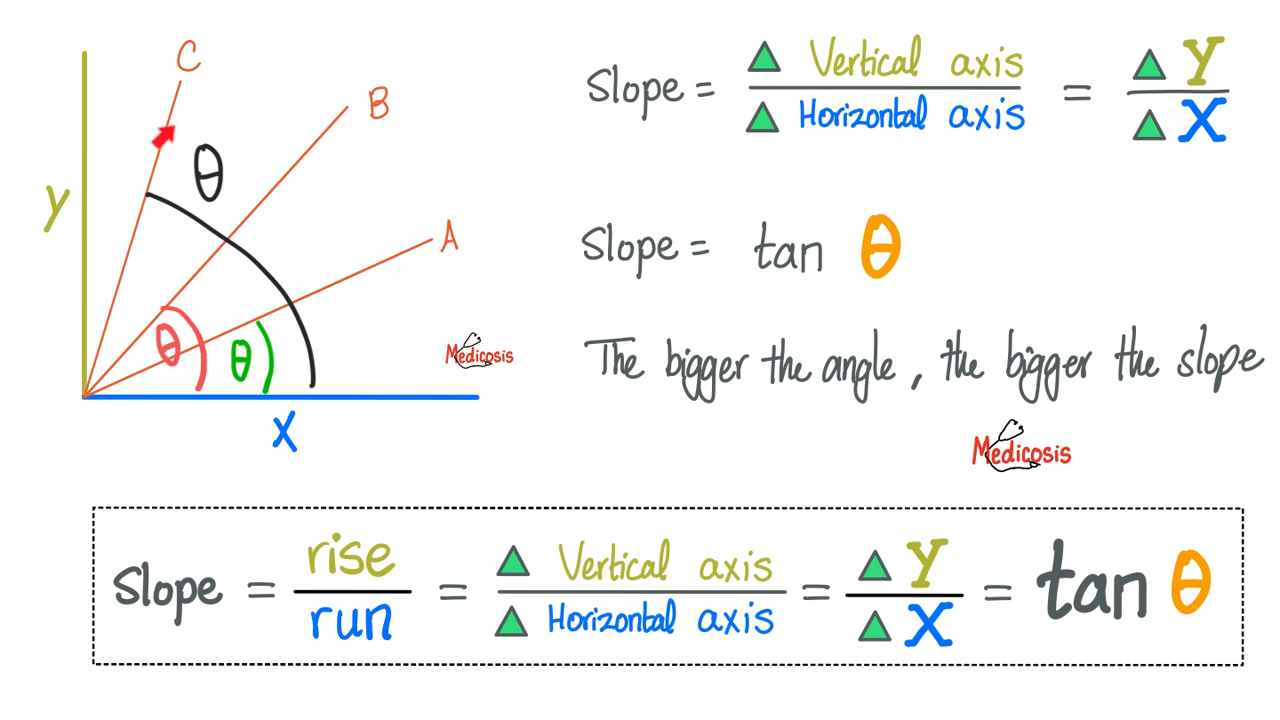 C
B
θ
y
A
θ
θ
Medicosis
x
Slope = ▲ Vertical axis / ▲ Horizontal axis = ▲ Y / ▲ X
Slope = tan θ
The bigger the angle, the bigger the slope
Medicosis
Slope = rise / run = ▲ Vertical axis / ▲ Horizontal axis = ▲ Y / ▲ X = tan θ